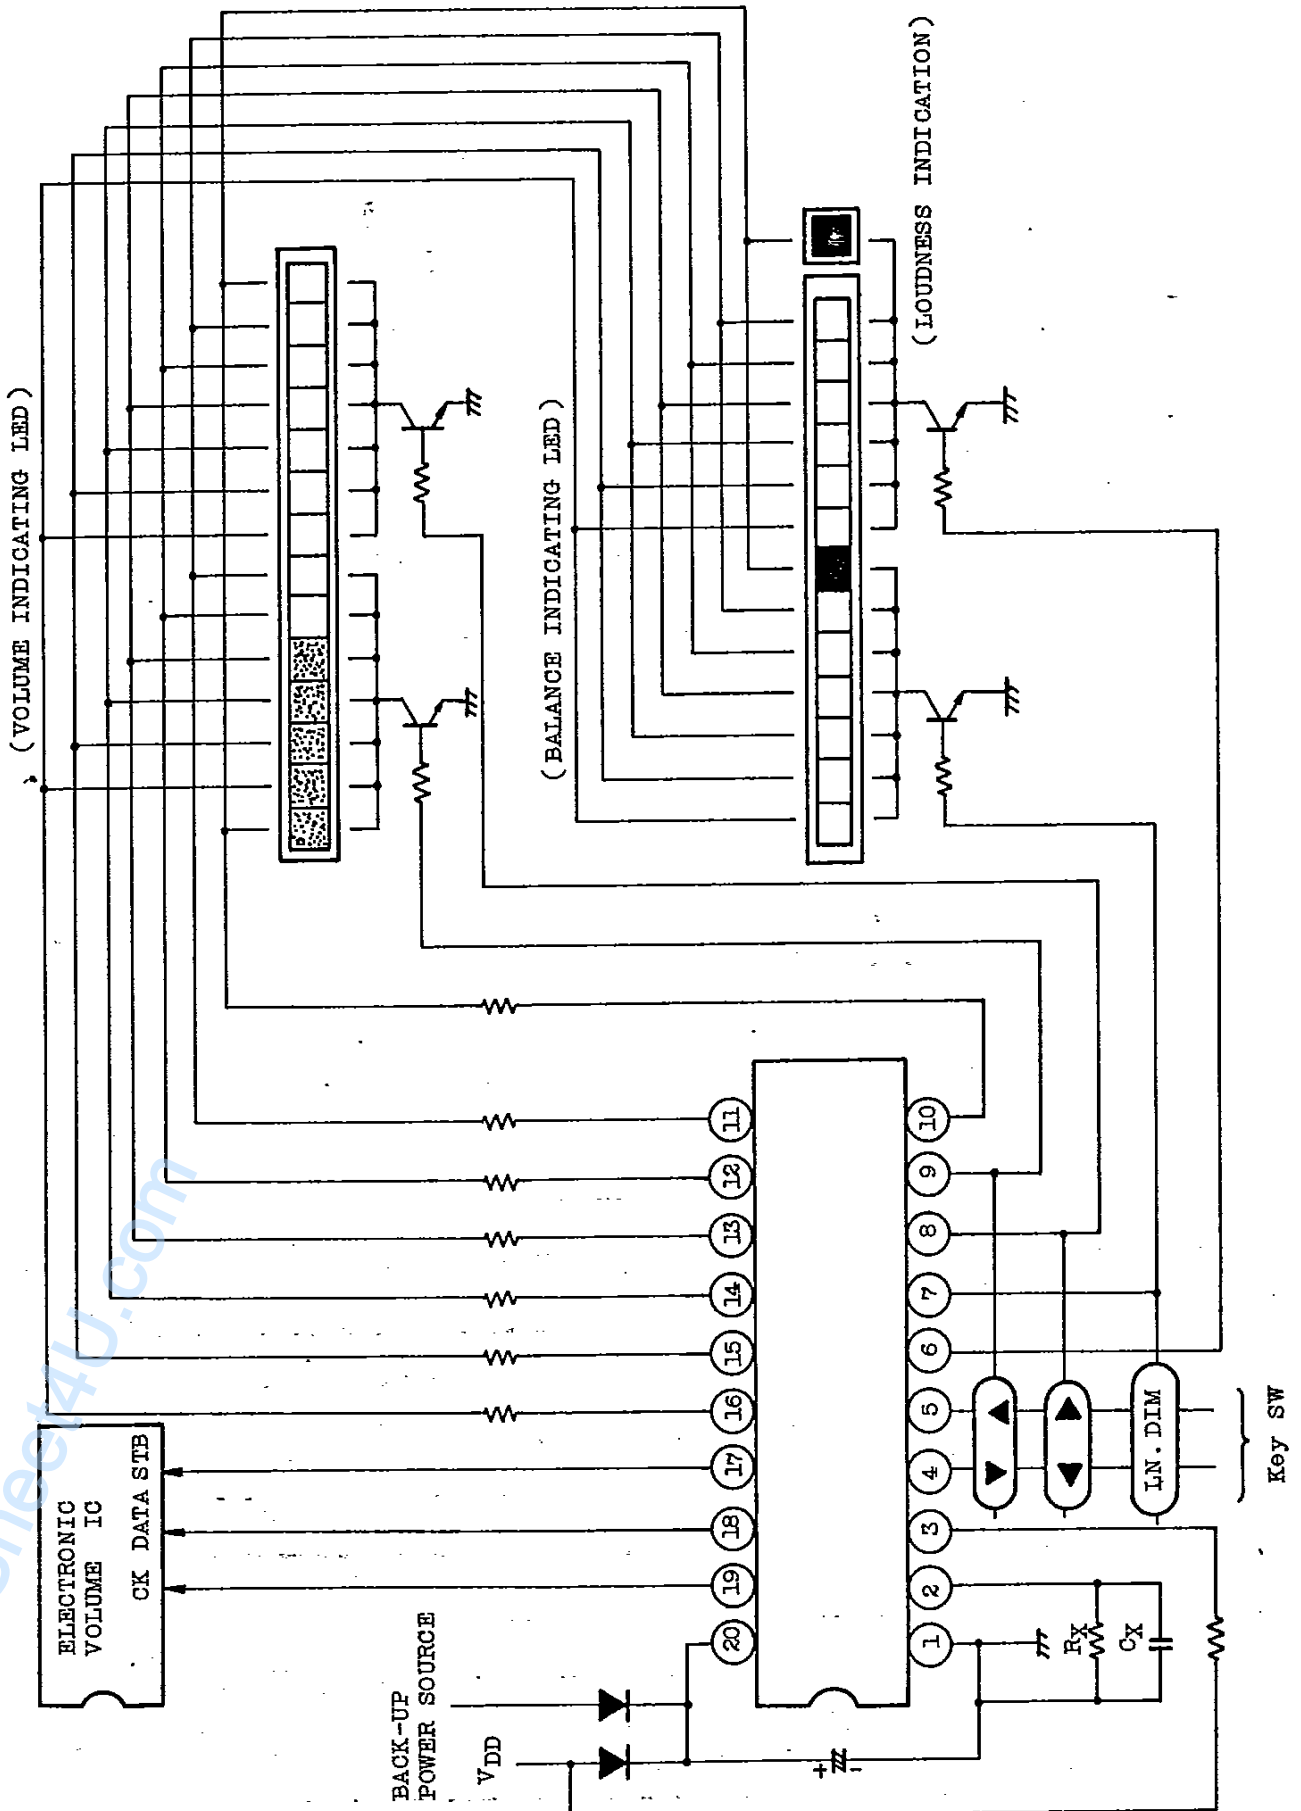 (VOLUME INDICATING LED)
(BALANCE INDICATING LED)
(LOUDNESS INDICATION)
ELECTRONIC
VOLUME IC
CK DATA STB
BACK-UP
POWER SOURCE
VDD
+
-
20
19
18
17
16
15
14
13
12
11
1
2
3
4
5
6
7
8
9
10
RX
CX
LN.DIM
Key SW
4U.com